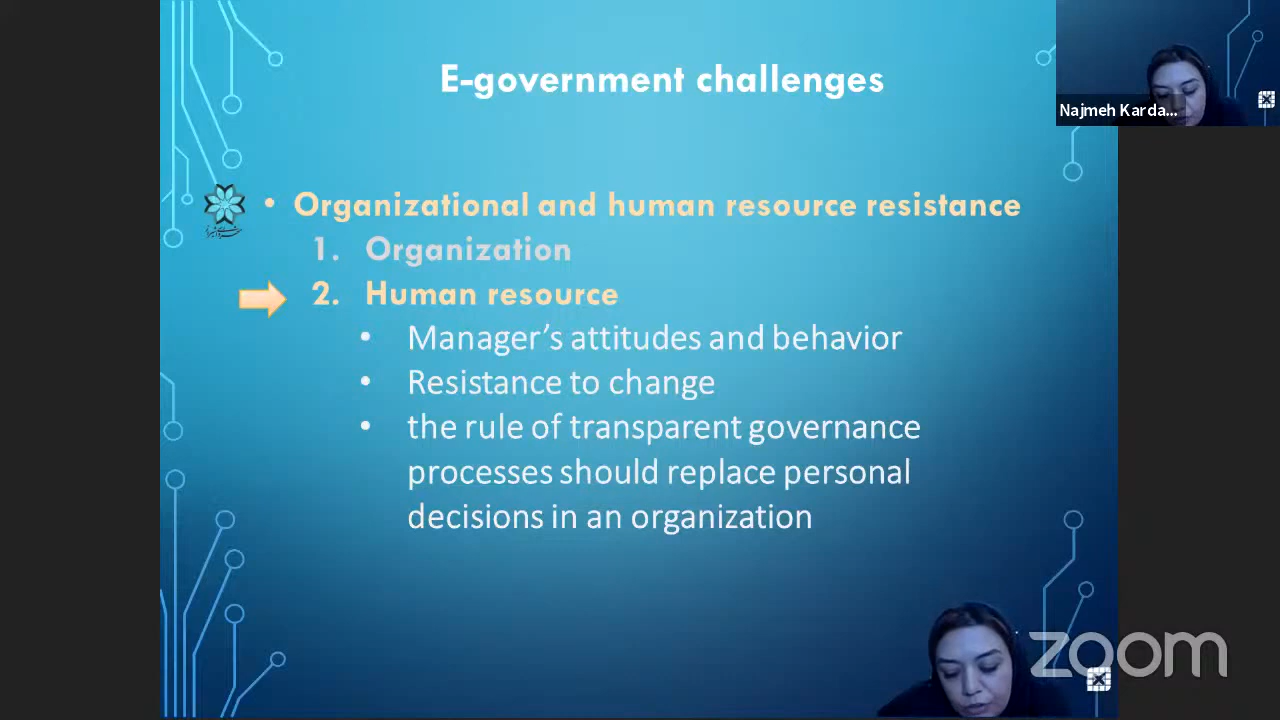 E-government challenges
Najmeh Karda...
• Organizational and human resource resistance
1. Organization
2. Human resource
• Manager’s attitudes and behavior
• Resistance to change
• the rule of transparent governance
processes should replace personal
decisions in an organization
zoom